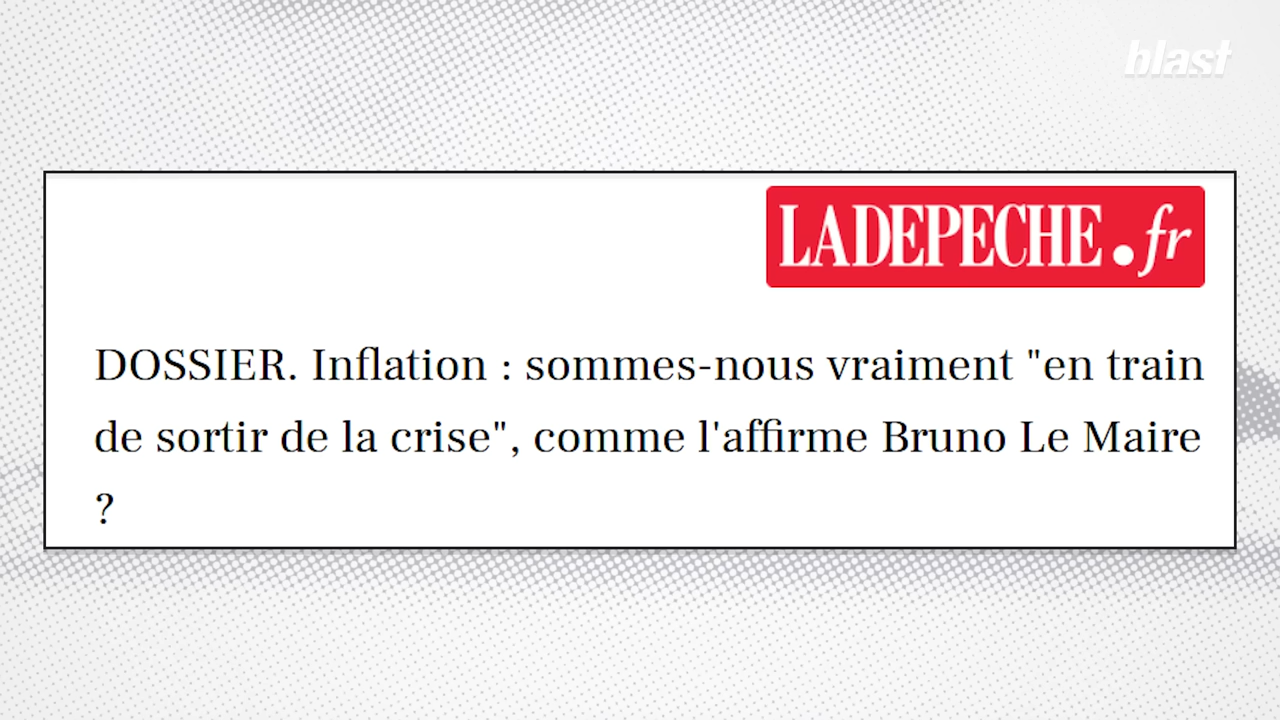 blast
LADEPECHE.fr
DOSSIER. Inflation : sommes-nous vraiment "en train
de sortir de la crise", comme l'affirme Bruno Le Maire
?